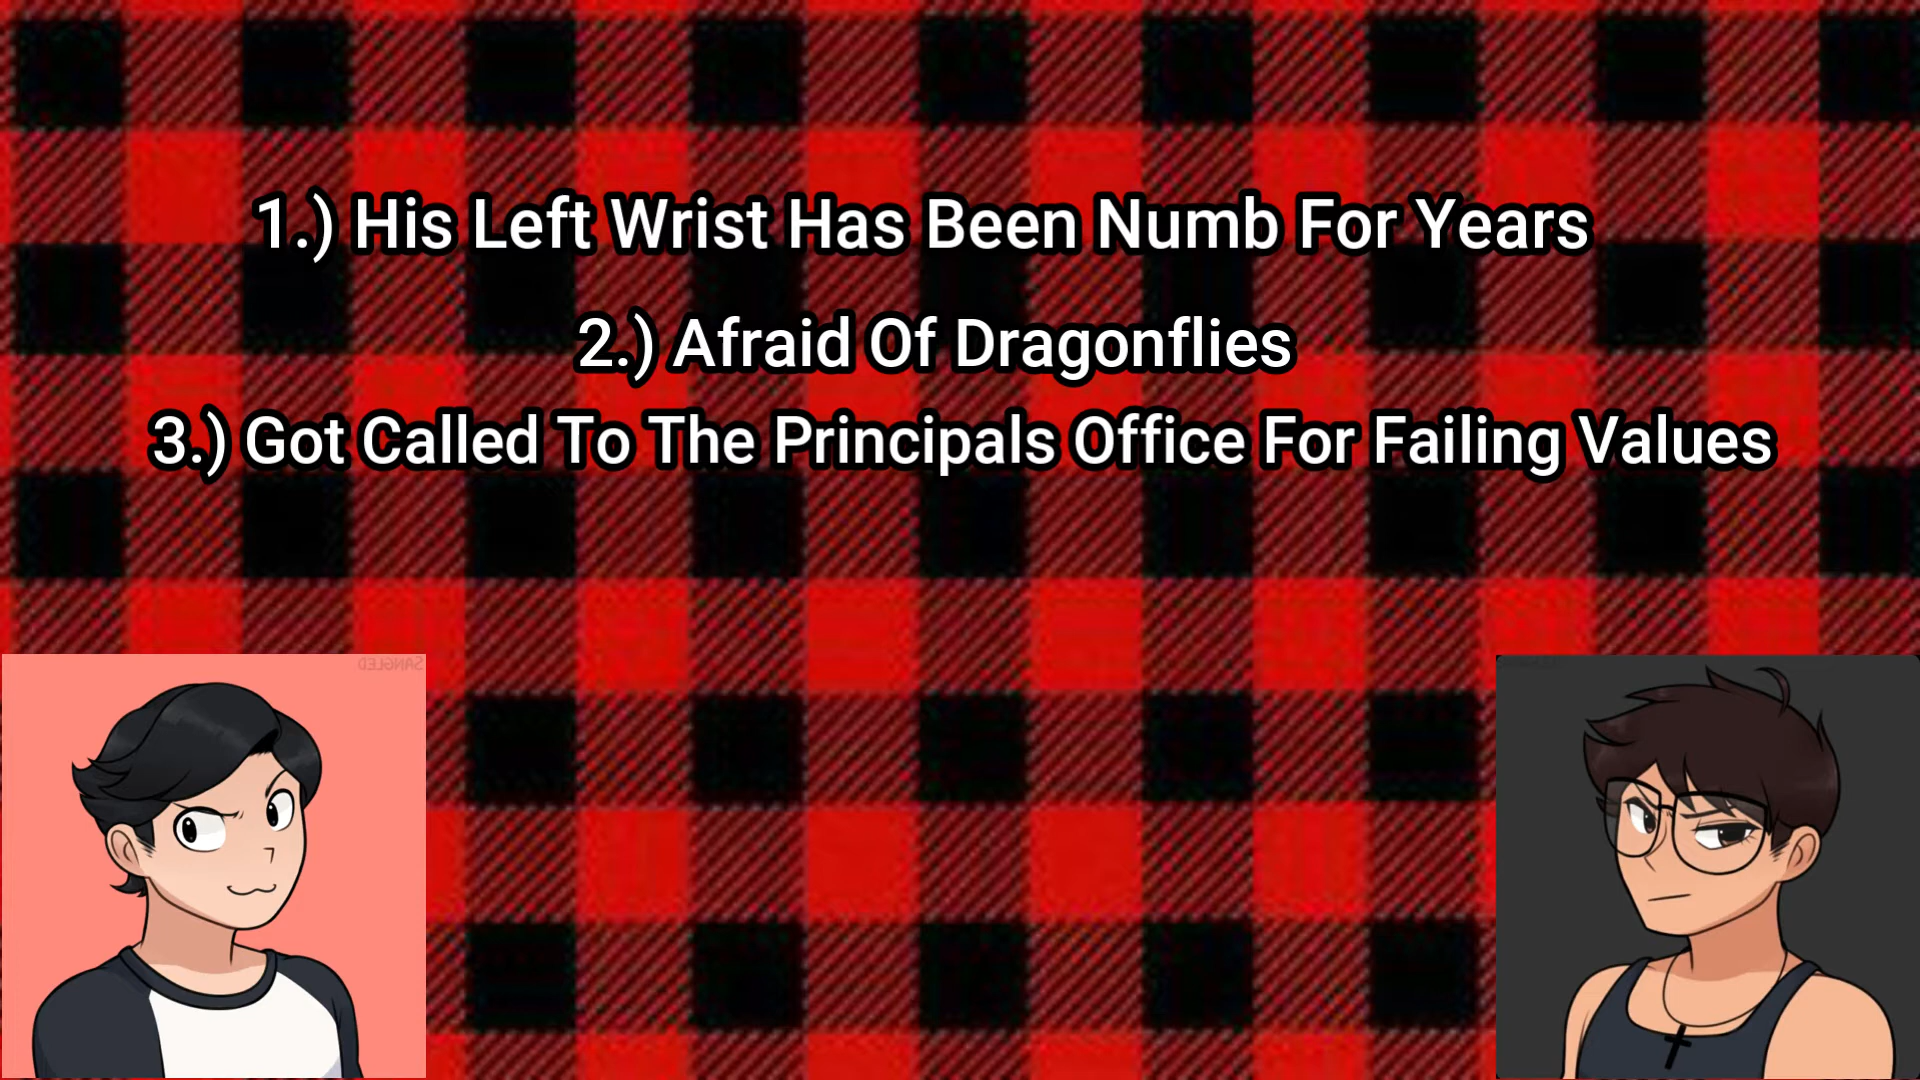 1.) His Left Wrist Has Been Numb For Years
2.) Afraid Of Dragonflies
3.) Got Called To The Principals Office For Failing Values
SANGLED